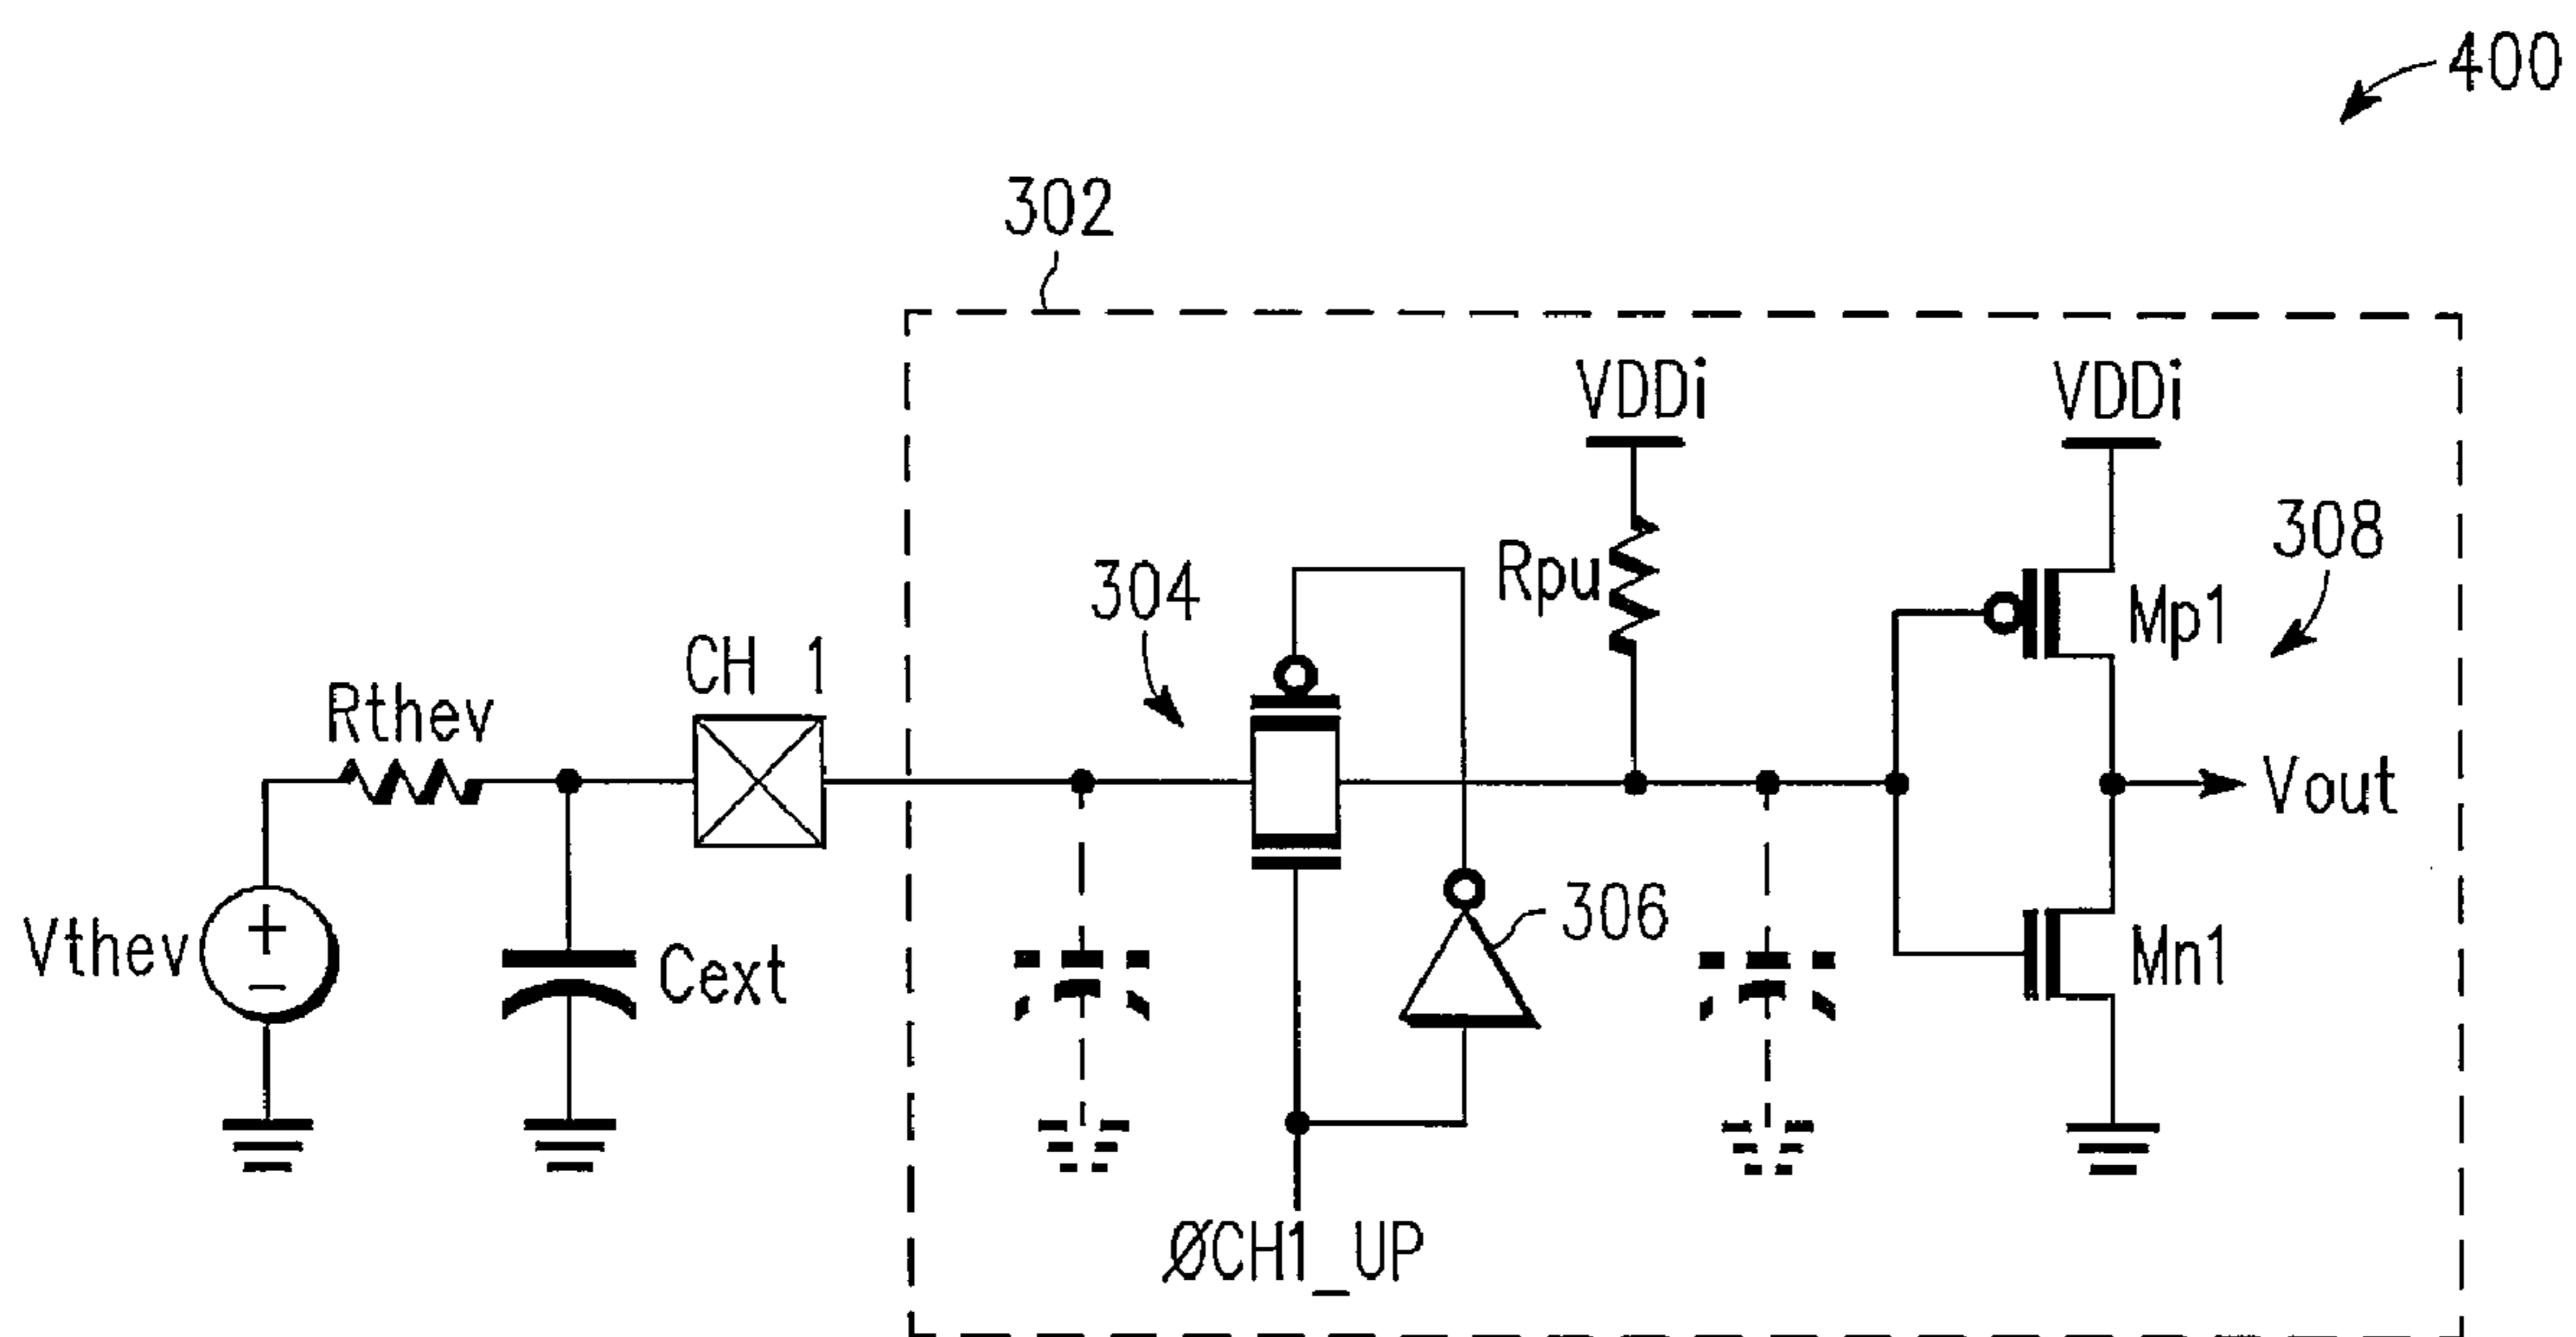 400
302
VDDi
VDDi
308
304
Rpu
Mp1
CH 1
Rthev
Vout
306
Vthev
+
-
Cext
Mn1
ØCH1_UP